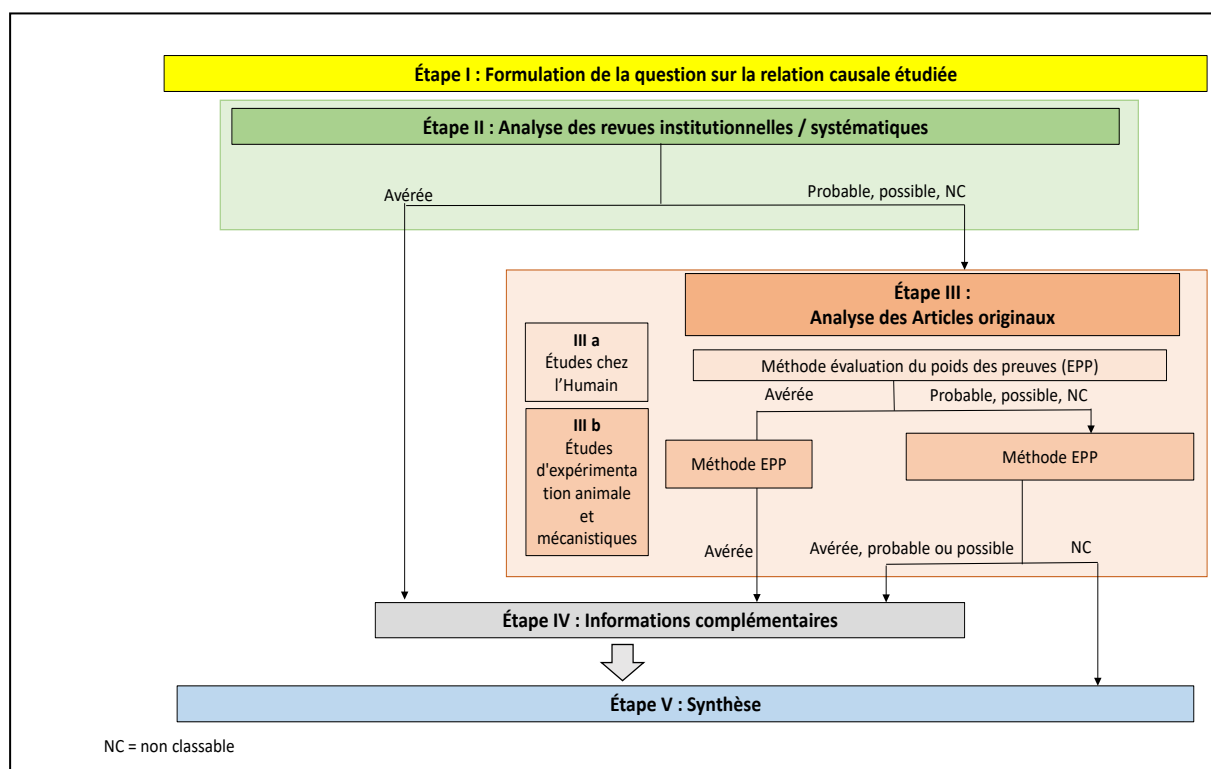 Étape I : Formulation de la question sur la relation causale étudiée
Étape II : Analyse des revues institutionnelles / systématiques
Avérée
Probable, possible, NC
Étape III :
Analyse des Articles originaux
III a
Études chez
l’Humain
Méthode évaluation du poids des preuves (EPP)
Avérée
Probable, possible, NC
III b
Études
d'expérimenta
tion animale
et
mécanistiques
Méthode EPP
Méthode EPP
Avérée
Avérée, probable ou possible
NC
Étape IV : Informations complémentaires
Étape V : Synthèse
NC = non classable